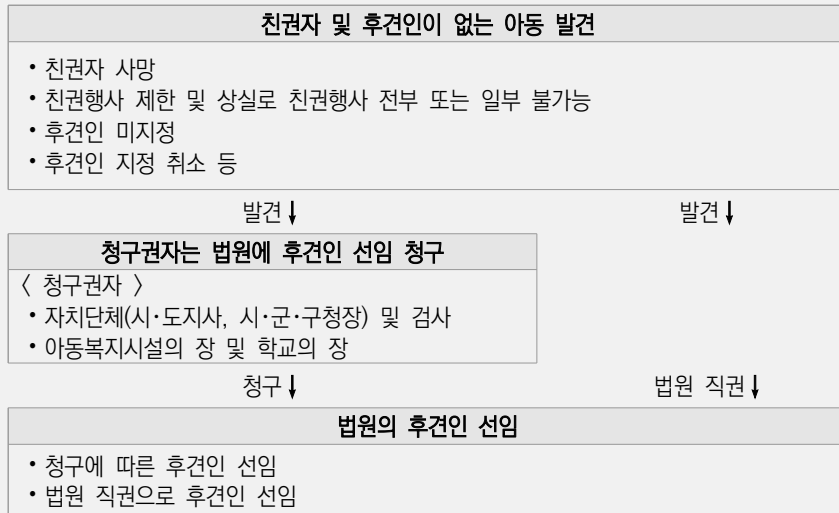 친권자 및 후견인이 없는 아동 발견
• 친권자 사망
• 친권행사 제한 및 상실로 친권행사 전부 또는 일부 불가능
• 후견인 미지정
• 후견인 지정 취소 등
발견↓ 발견↓
청구권자는 법원에 후견인 선임 청구
〈 청구권자 〉
• 자치단체(시·도지사, 시·군·구청장) 및 검사
• 아동복지시설의 장 및 학교의 장
청구↓ 법원 직권↓
법원의 후견인 선임
• 청구에 따른 후견인 선임
• 법원 직권으로 후견인 선임